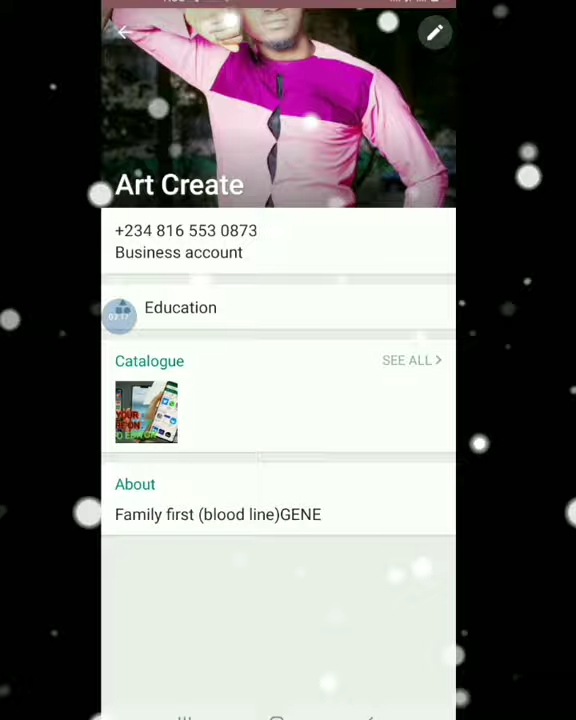 Art Create
+234 816 553 0873
Business account
Education
Catalogue
SEE ALL
About
Family first (blood line)GENE